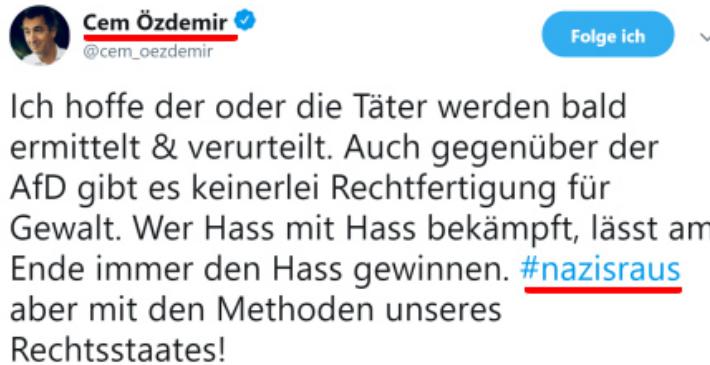 Cem Özdemir
@cem_oezdemir
Folge ich
Ich hoffe der oder die Täter werden bald
ermittelt & verurteilt. Auch gegenüber der
AfD gibt es keinerlei Rechtfertigung für
Gewalt. Wer Hass mit Hass bekämpft, lässt am
Ende immer den Hass gewinnen. #nazisraus
aber mit den Methoden unseres
Rechtsstaates!